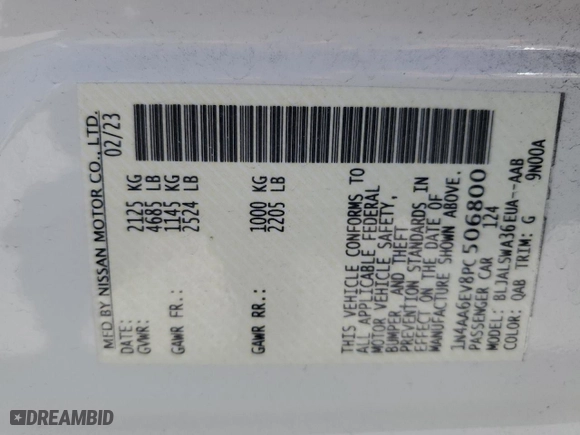 MFD BY NISSAN MOTOR CO., LTD.
DATE: 02/23
GVWR: 2125 KG
4685 LB
GAWR FR.: 1145 KG
2524 LB
GAWR RR.: 1000 KG
2205 LB
THIS VEHICLE CONFORMS TO
ALL APPLICABLE FEDERAL
MOTOR VEHICLE SAFETY,
BUMPER, AND THEFT
PREVENTION STANDARDS IN
EFFECT ON THE DATE OF
MANUFACTURE SHOWN ABOVE.
1N4AA6EV8PC506800
PASSENGER CAR 124
MODEL: BLJALSWA36EUA--AAB
COLOR: QAB TRIM: G 9N00A
DREAMBID